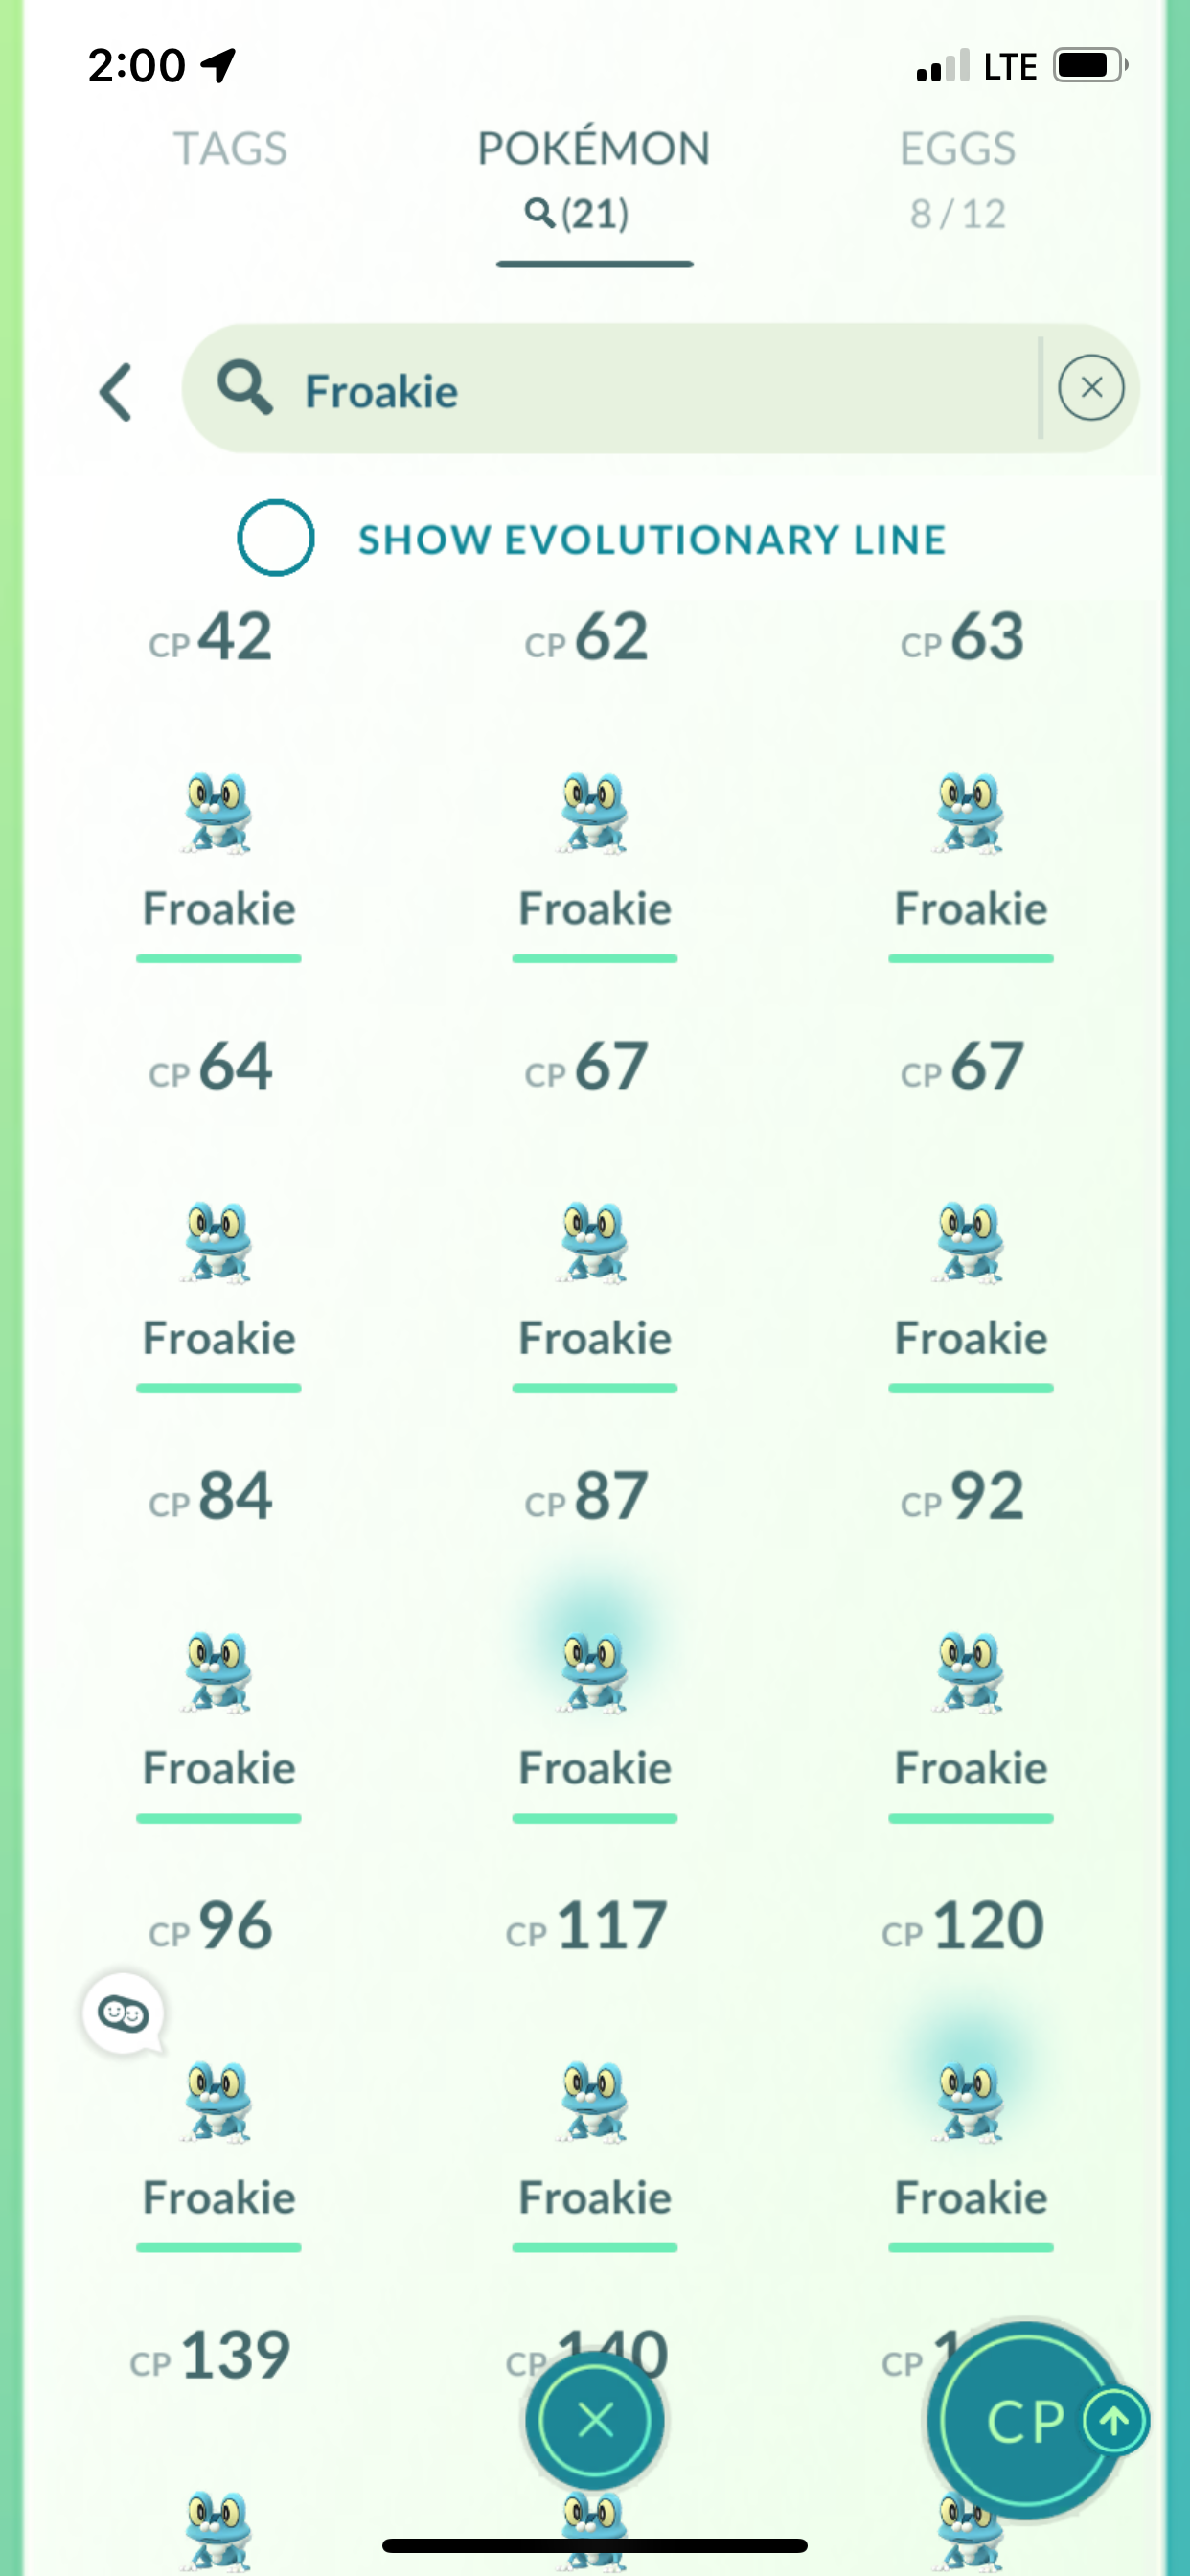 2:00 LTE
TAGS POKÉMON EGGS
(21) 8 / 12
Froakie
SHOW EVOLUTIONARY LINE
CP 42 CP 62 CP 63
Froakie Froakie Froakie
CP 64 CP 67 CP 67
Froakie Froakie Froakie
CP 84 CP 87 CP 92
Froakie Froakie Froakie
CP 96 CP 117 CP 120
Froakie Froakie Froakie
CP 139 CP 140 CP
CP